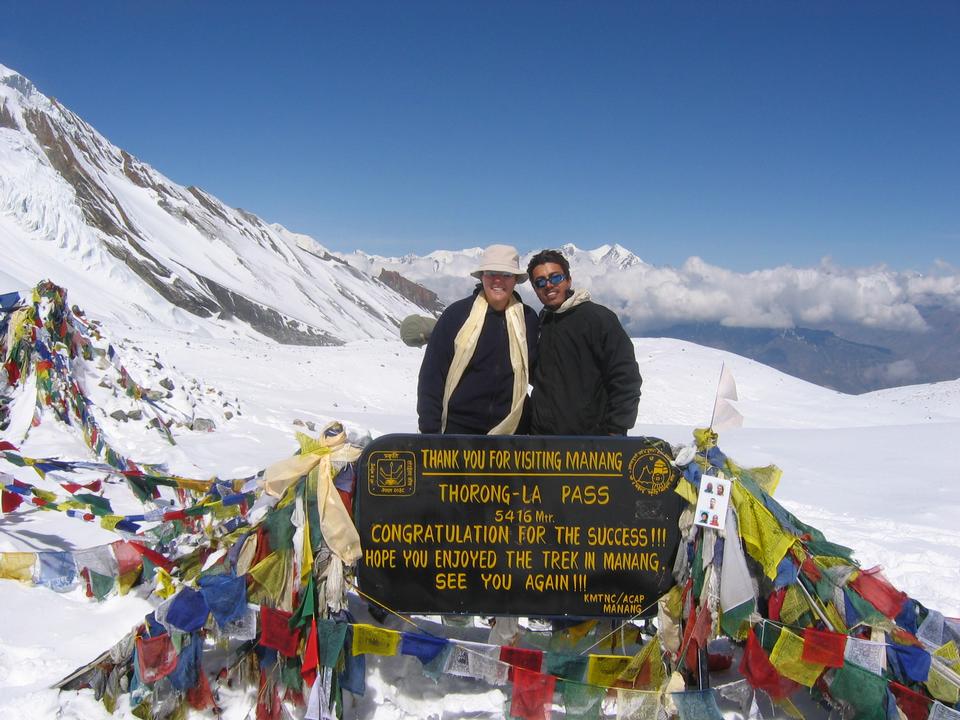 THANK YOU FOR VISITING MANANG
THORONG-LA PASS
5416 Mtr.
CONGRATULATION FOR THE SUCCESS!!!
HOPE YOU ENJOYED THE TREK IN MANANG.
SEE YOU AGAIN!!!
KMTNC/ACAP
MANANG